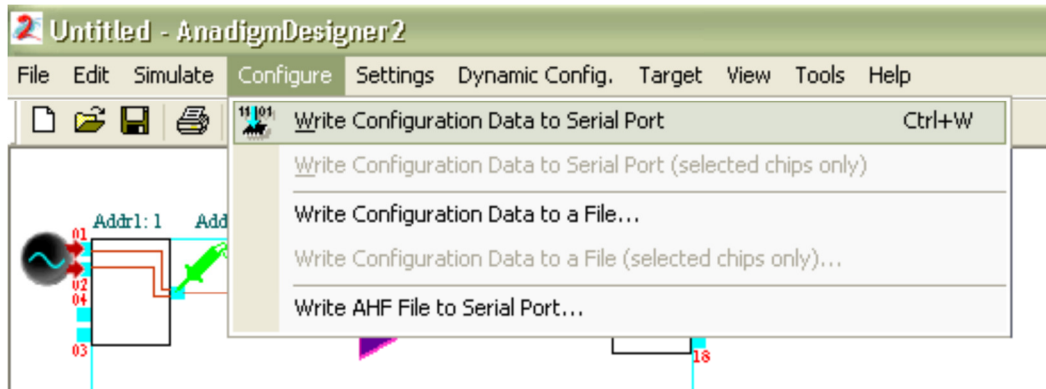 Untitled - AnadigmDesigner2
File Edit Simulate Configure Settings Dynamic Config. Target View Tools Help
11101
Write Configuration Data to Serial Port Ctrl+W
Write Configuration Data to Serial Port (selected chips only)
Write Configuration Data to a File...
Write Configuration Data to a File (selected chips only)...
Write AHF File to Serial Port...
Addr1: 1 Add
01
02
04
03
18